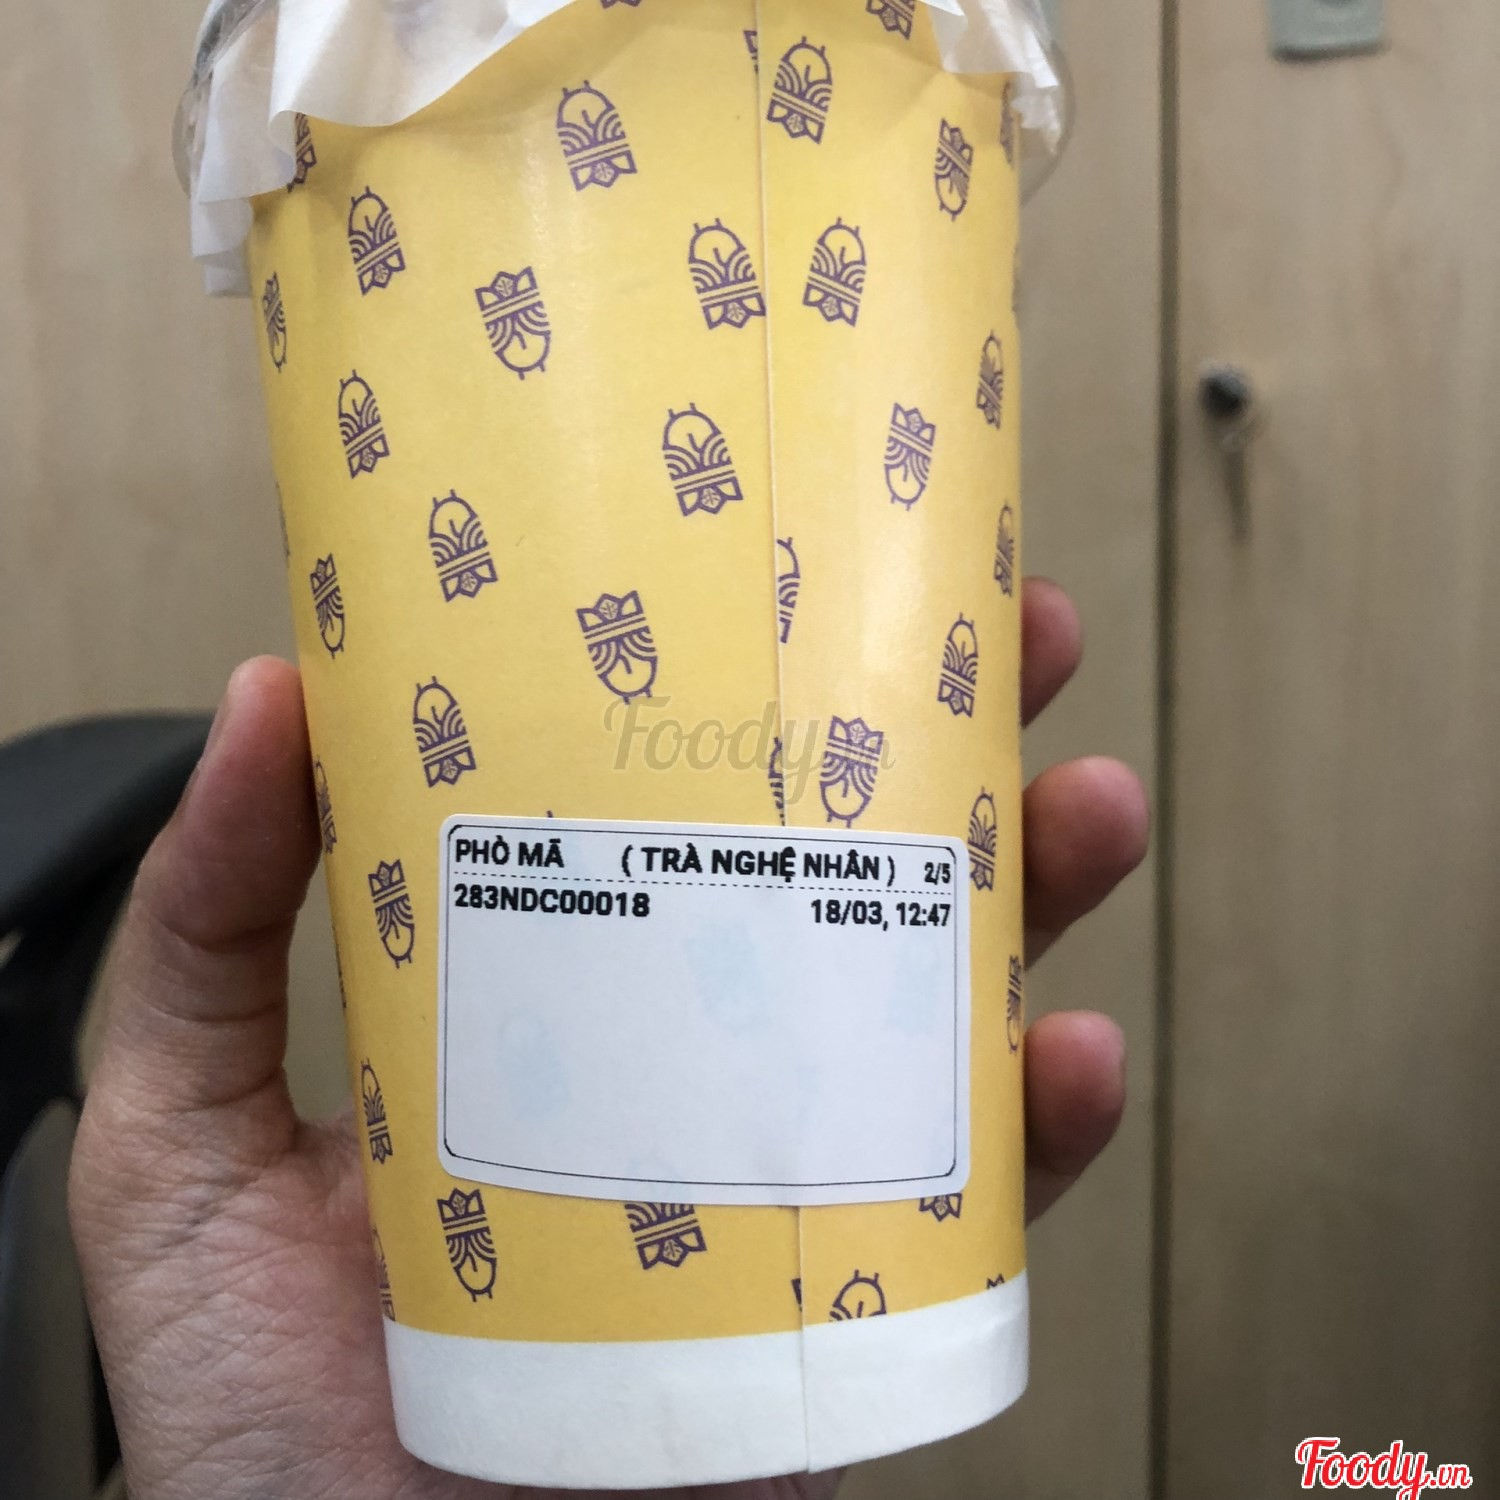 Foody.vn
PHÒ MÃ ( TRÀ NGHỆ NHÂN ) 2/5
283NDC00018 18/03, 12:47
Foody.vn